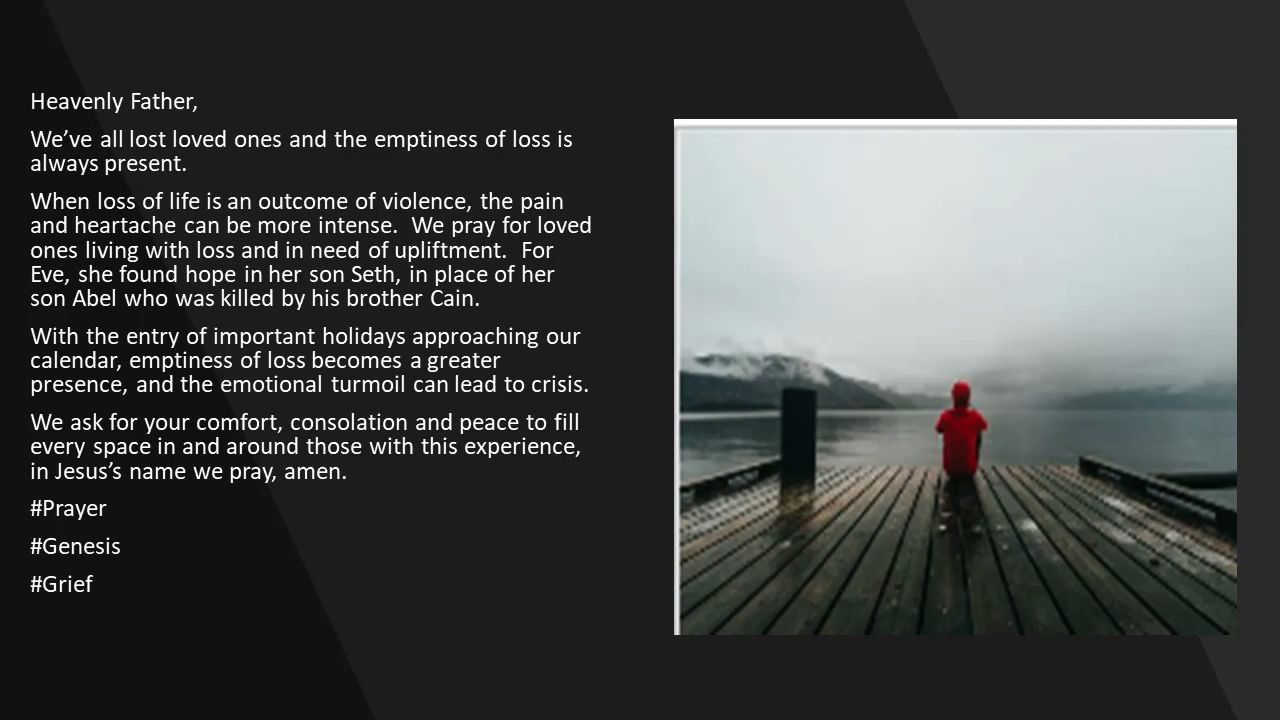 Heavenly Father,
We’ve all lost loved ones and the emptiness of loss is
always present.
When loss of life is an outcome of violence, the pain
and heartache can be more intense.  We pray for loved
ones living with loss and in need of upliftment.  For
Eve, she found hope in her son Seth, in place of her
son Abel who was killed by his brother Cain.
With the entry of important holidays approaching our
calendar, emptiness of loss becomes a greater
presence, and the emotional turmoil can lead to crisis.
We ask for your comfort, consolation and peace to fill
every space in and around those with this experience,
in Jesus’s name we pray, amen.
#Prayer
#Genesis
#Grief